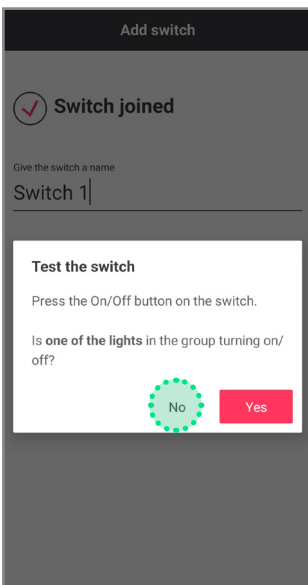 Add switch
Switch joined
Give the switch a name
Switch 1
Test the switch
Press the On/Off button on the switch.
Is one of the lights in the group turning on/
off?
No
Yes